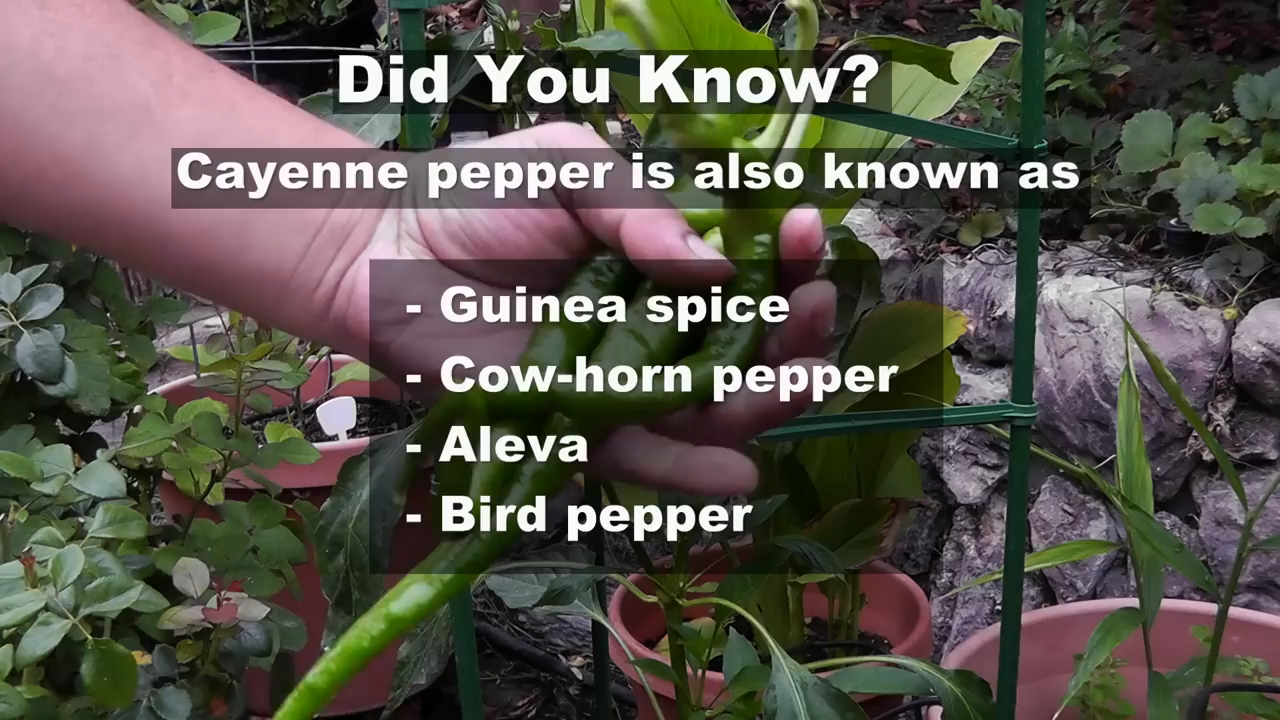 Did You Know?
Cayenne pepper is also known as
- Guinea spice
- Cow-horn pepper
- Aleva
- Bird pepper